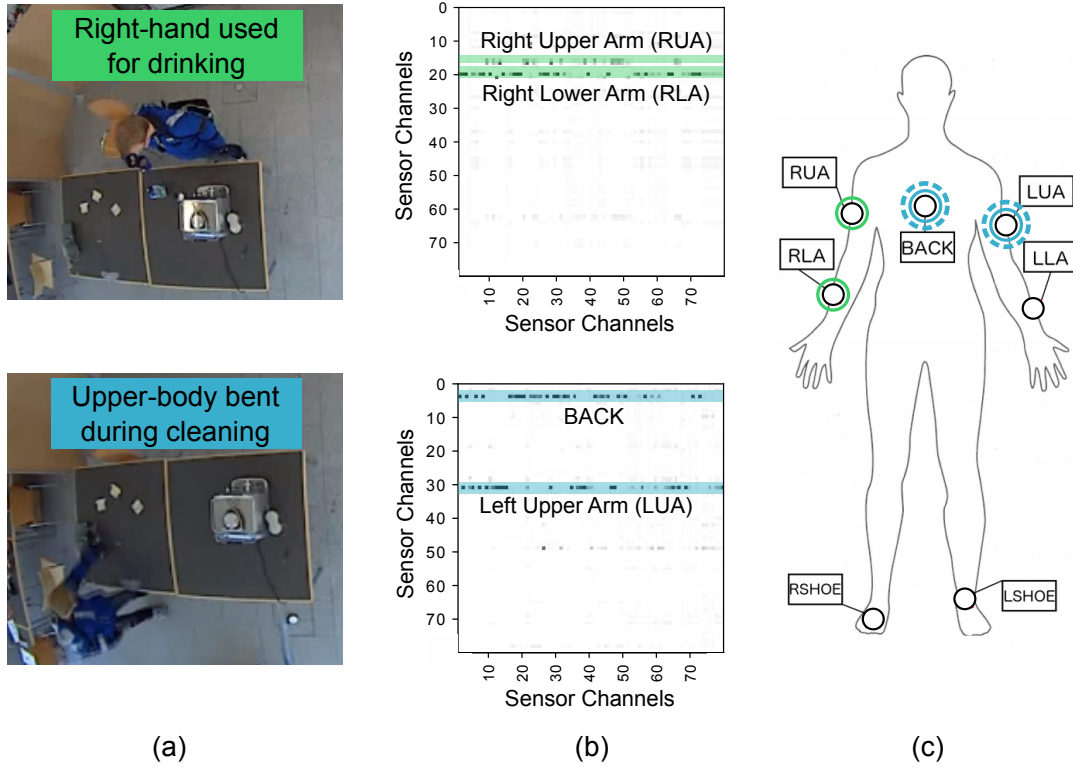 Right-hand used
for drinking
0
10
20
30
40
50
60
70
Sensor Channels
Right Upper Arm (RUA)
Right Lower Arm (RLA)
10
20
30
40
50
60
70
Sensor Channels
RUA
LUA
BACK
RLA
LLA
RSHOE
LSHOE
Upper-body bent
during cleaning
0
10
20
30
40
50
60
70
Sensor Channels
BACK
Left Upper Arm (LUA)
10
20
30
40
50
60
70
Sensor Channels
(a)
(b)
(c)